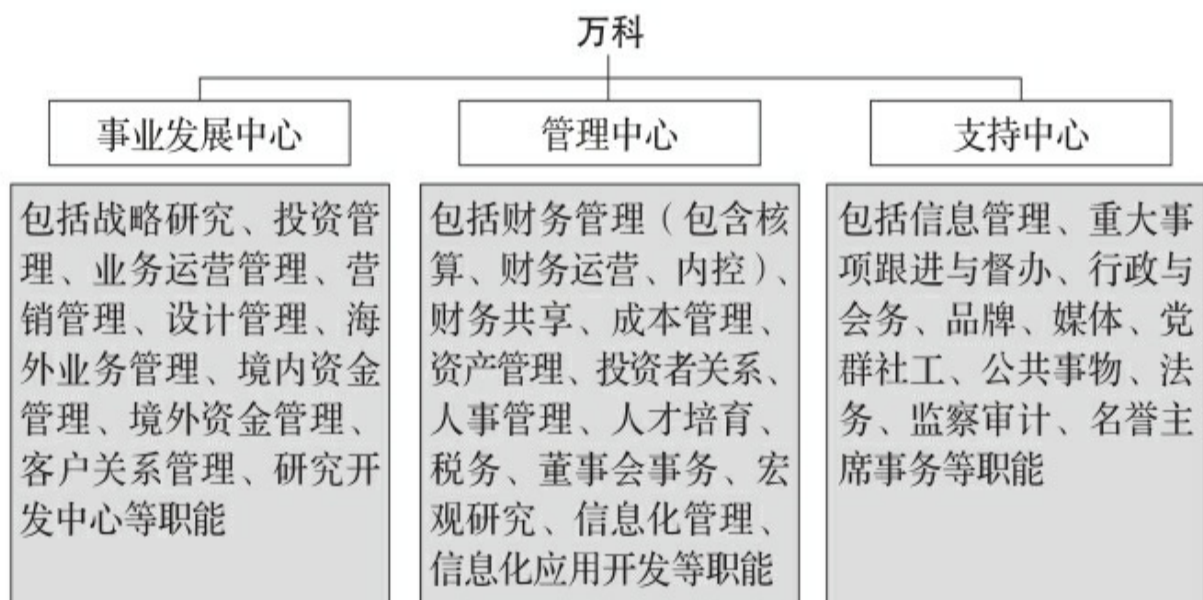 万科
事业发展中心
管理中心
支持中心
包括战略研究、投资管
理、业务运营管理、营
销管理、设计管理、海
外业务管理、境内资金
管理、境外资金管理、
客户关系管理、研究开
发中心等职能
包括财务管理（包含核
算、财务运营、内控）、
财务共享、成本管理、
资产管理、投资者关系、
人事管理、人才培育、
税务、董事会事务、宏
观研究、信息化管理、
信息化应用开发等职能
包括信息管理、重大事
项跟进与督办、行政与
会务、品牌、媒体、党
群社工、公共事物、法
务、监察审计、名誉主
席事务等职能